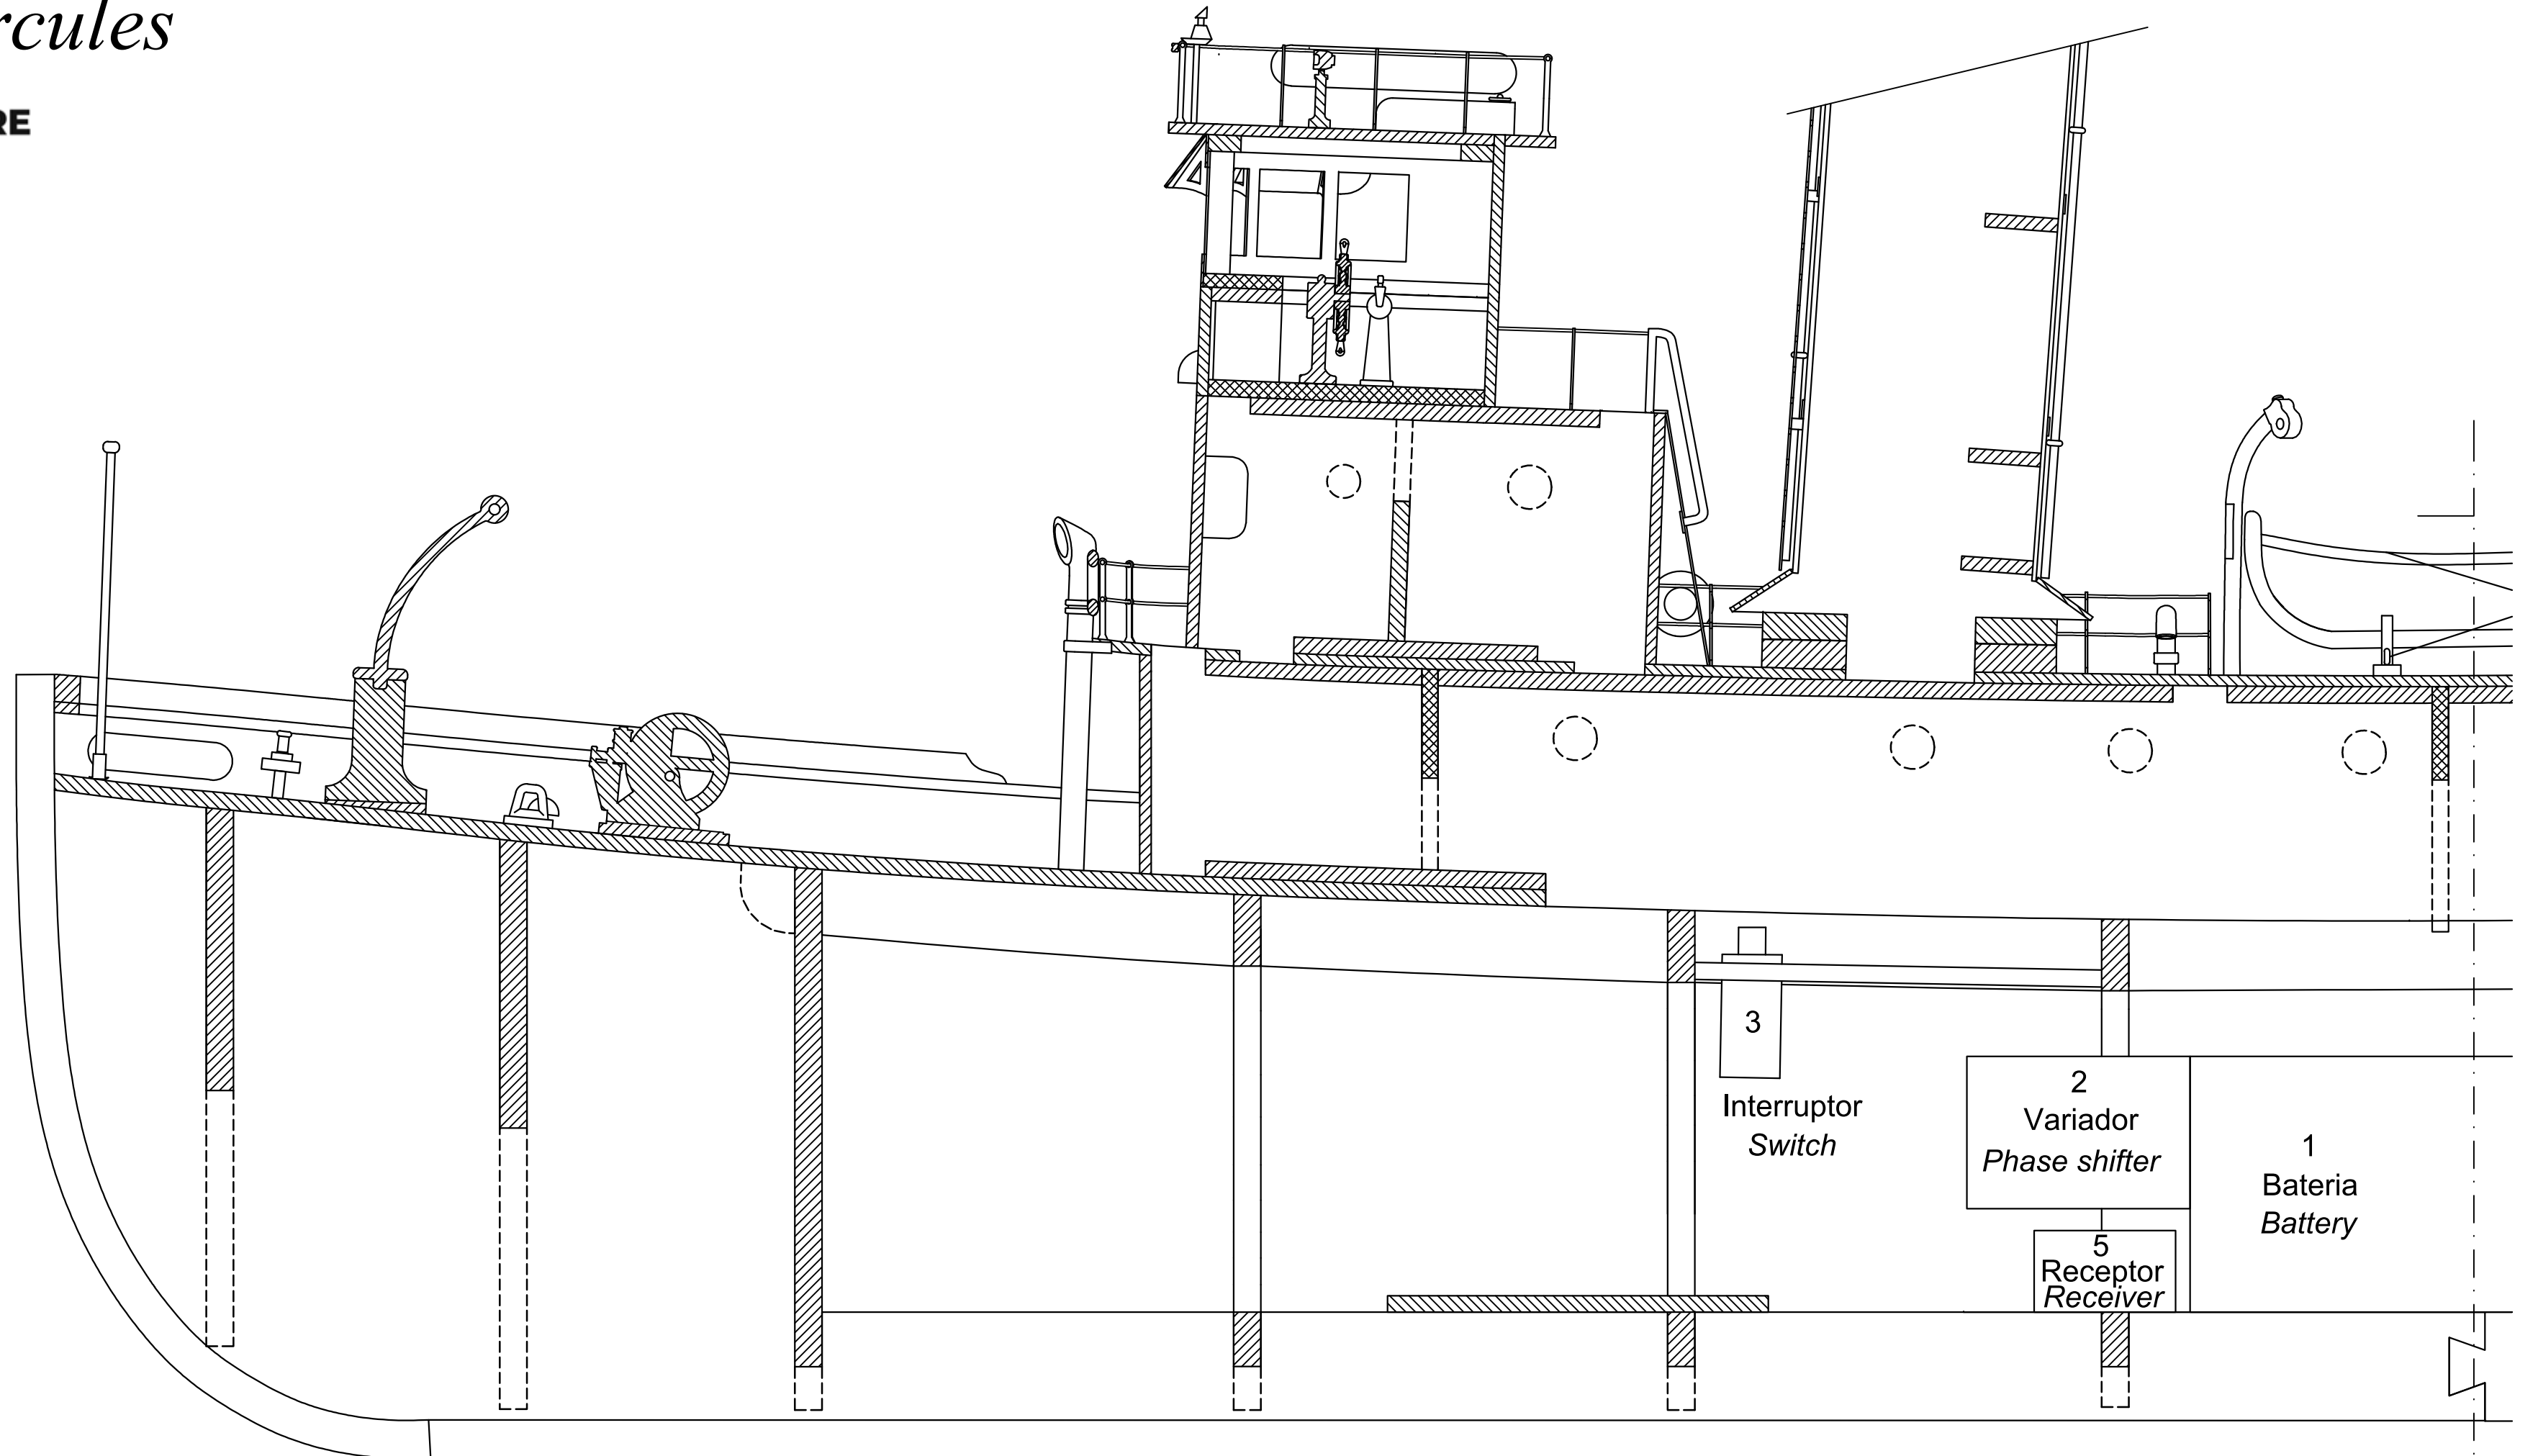 rcules
RE
3
Interruptor
Switch
2
Variador
Phase shifter
1
Bateria
Battery
5
Receptor
Receiver